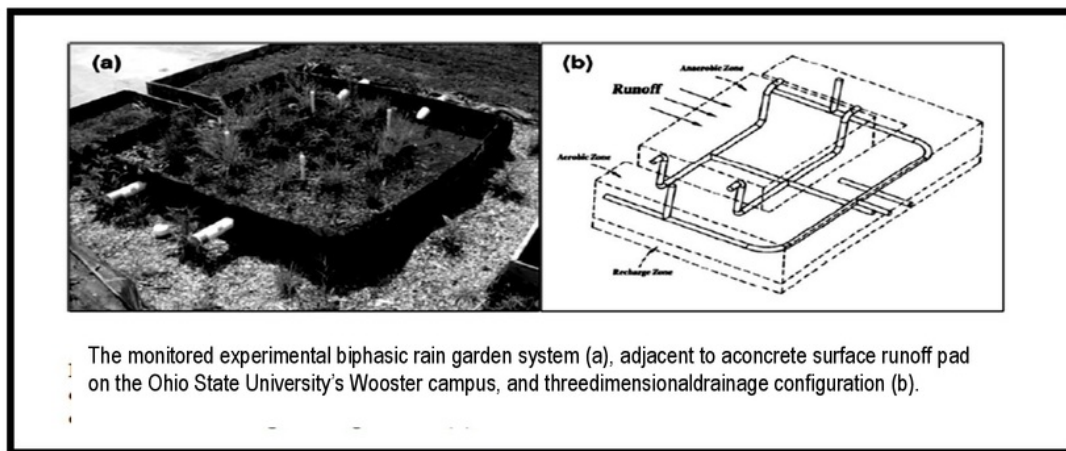 (a)
(b)
Anaerobic Zone
Runoff
Aerobic Zone
Recharge Zone
The monitored experimental biphasic rain garden system (a), adjacent to aconcrete surface runoff pad
on the Ohio State University's Wooster campus, and threedimensionaldrainage configuration (b).